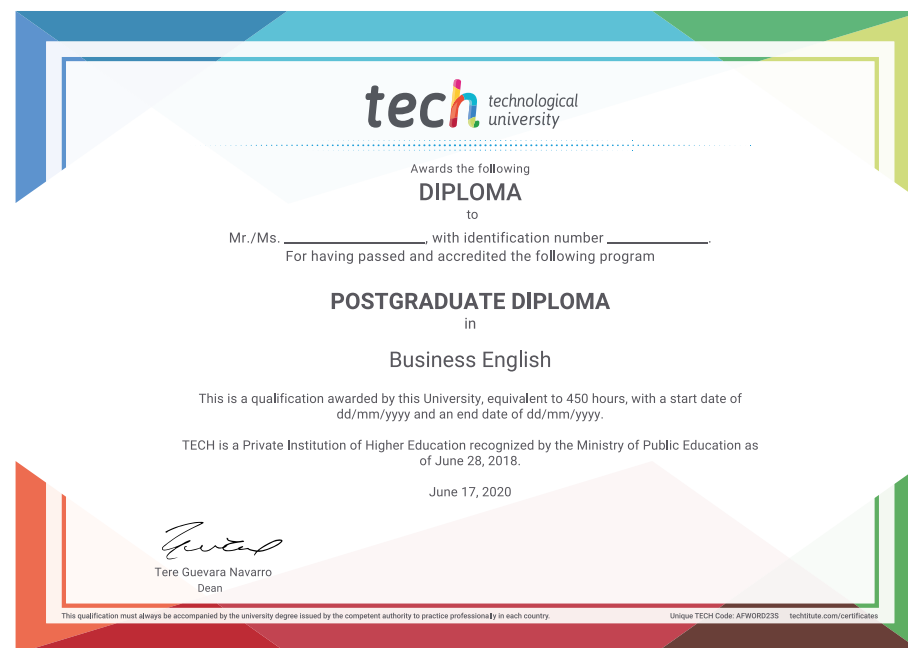 tech technological
university
Awards the following
DIPLOMA
to
Mr./Ms. ____________________, with identification number ______________.
For having passed and accredited the following program
POSTGRADUATE DIPLOMA
in
Business English
This is a qualification awarded by this University, equivalent to 450 hours, with a start date of
dd/mm/yyyy and an end date of dd/mm/yyyy.
TECH is a Private Institution of Higher Education recognized by the Ministry of Public Education as
of June 28, 2018.
June 17, 2020
Tere Guevara Navarro
Dean
This qualification must always be accompanied by the university degree issued by the competent authority to practice professionally in each country. Unique TECH Code: AFWORD23S techtitute.com/certificates